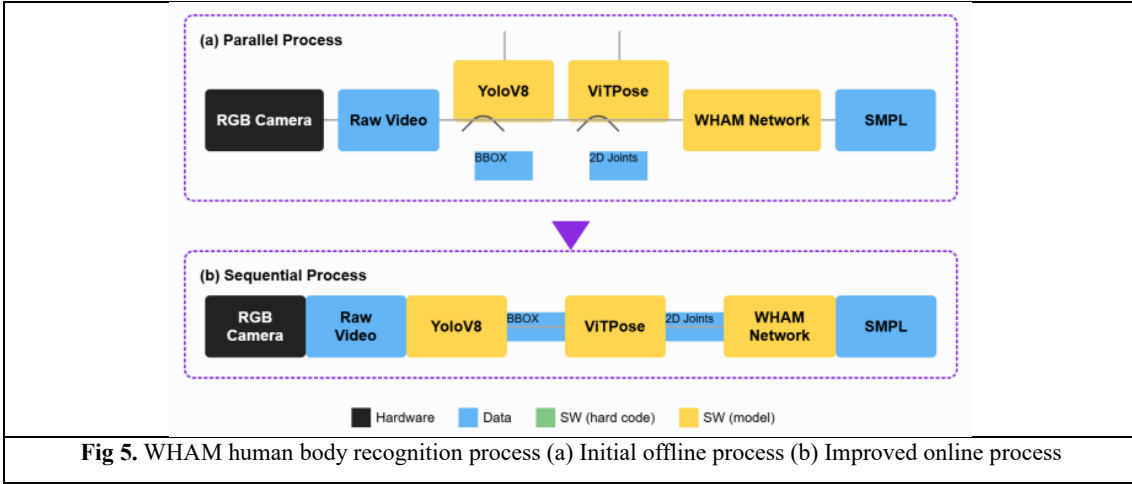 (a) Parallel Process
RGB Camera
Raw Video
YoloV8
BBOX
ViTPose
2D Joints
WHAM Network
SMPL
(b) Sequential Process
RGB
Camera
Raw
Video
YoloV8
BBOX
ViTPose
2D Joints
WHAM
Network
SMPL
Hardware
Data
SW (hard code)
SW (model)
Fig 5. WHAM human body recognition process (a) Initial offline process (b) Improved online process